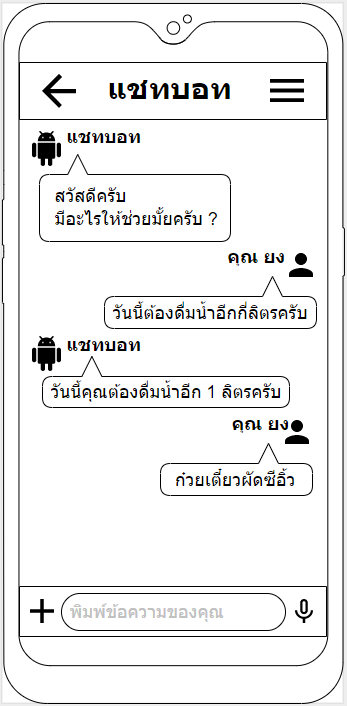 แชทบอท
แชทบอท
สวัสดีครับ
มีอะไรให้ช่วยมั้ยครับ ?
คุณ ยง
วันนี้ต้องดื่มน้ำอีกกี่ลิตรครับ
แชทบอท
วันนี้คุณต้องดื่มน้ำอีก 1 ลิตรครับ
คุณ ยง
ก๋วยเตี๋ยวผัดซีอิ้ว
พิมพ์ข้อความของคุณ